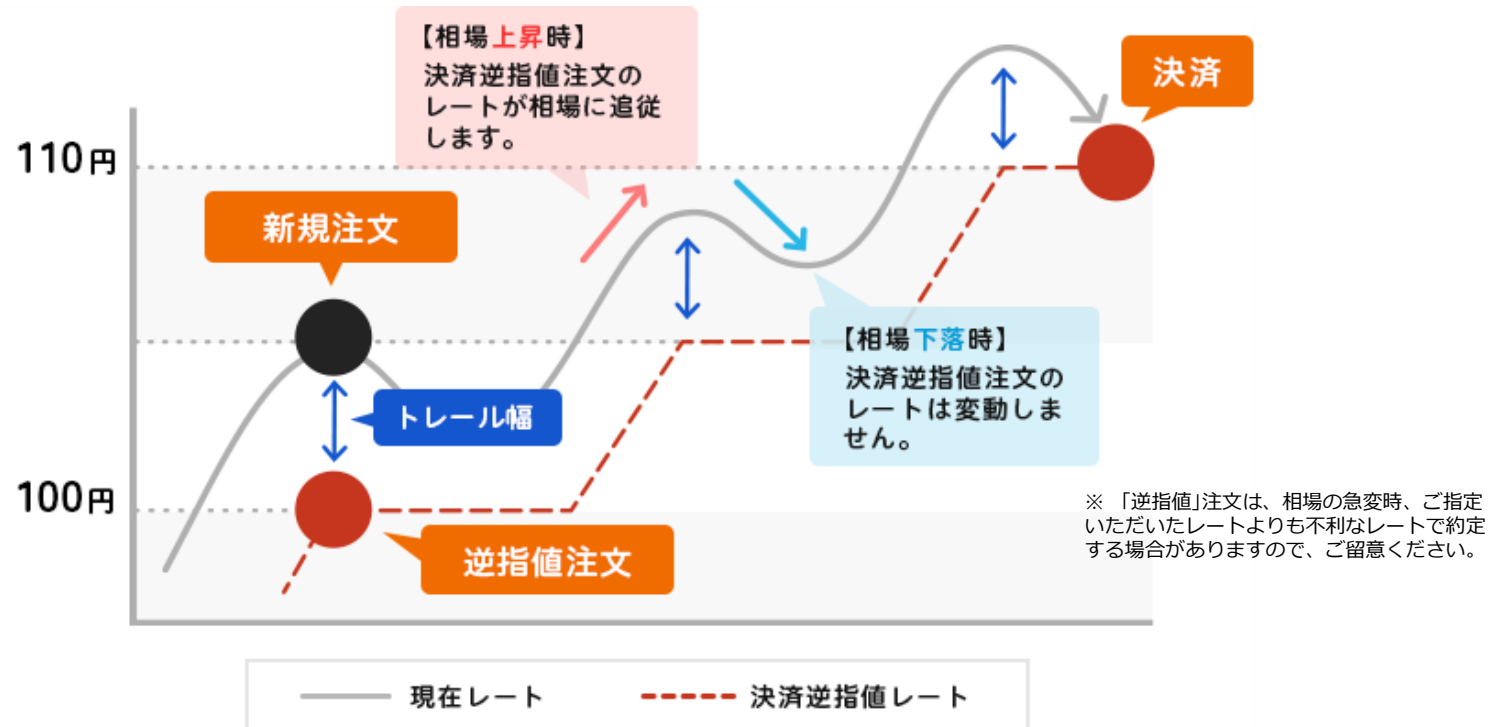 【相場上昇時】
決済逆指値注文の
レートが相場に追従
します。
決済
110円
新規注文
【相場下落時】
決済逆指値注文の
レートは変動しま
せん。
トレール幅
100円
逆指値注文
※ 「逆指値」注文は、相場の急変時、ご指定
いただいたレートよりも不利なレートで約定
する場合がありますので、ご留意ください。
現在レート
決済逆指値レート